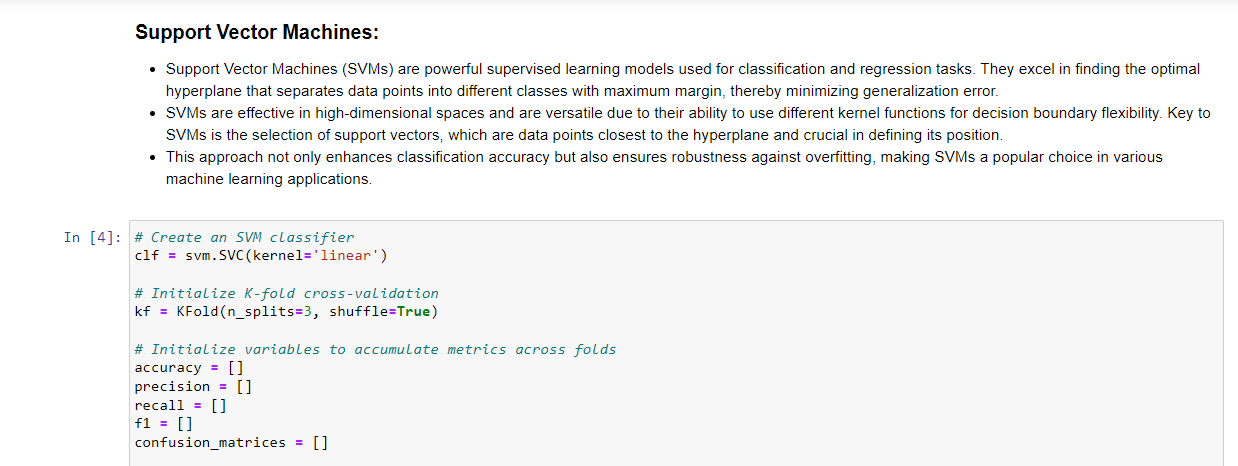 Support Vector Machines:
• Support Vector Machines (SVMs) are powerful supervised learning models used for classification and regression tasks. They excel in finding the optimal
hyperplane that separates data points into different classes with maximum margin, thereby minimizing generalization error.
• SVMs are effective in high-dimensional spaces and are versatile due to their ability to use different kernel functions for decision boundary flexibility. Key to
SVMs is the selection of support vectors, which are data points closest to the hyperplane and crucial in defining its position.
• This approach not only enhances classification accuracy but also ensures robustness against overfitting, making SVMs a popular choice in various
machine learning applications.
In [4]: # Create an SVM classifier
clf = svm.SVC(kernel='linear')
# Initialize K-fold cross-validation
kf = KFold(n_splits=3, shuffle=True)
# Initialize variables to accumulate metrics across folds
accuracy = []
precision = []
recall = []
f1 = []
confusion_matrices = []